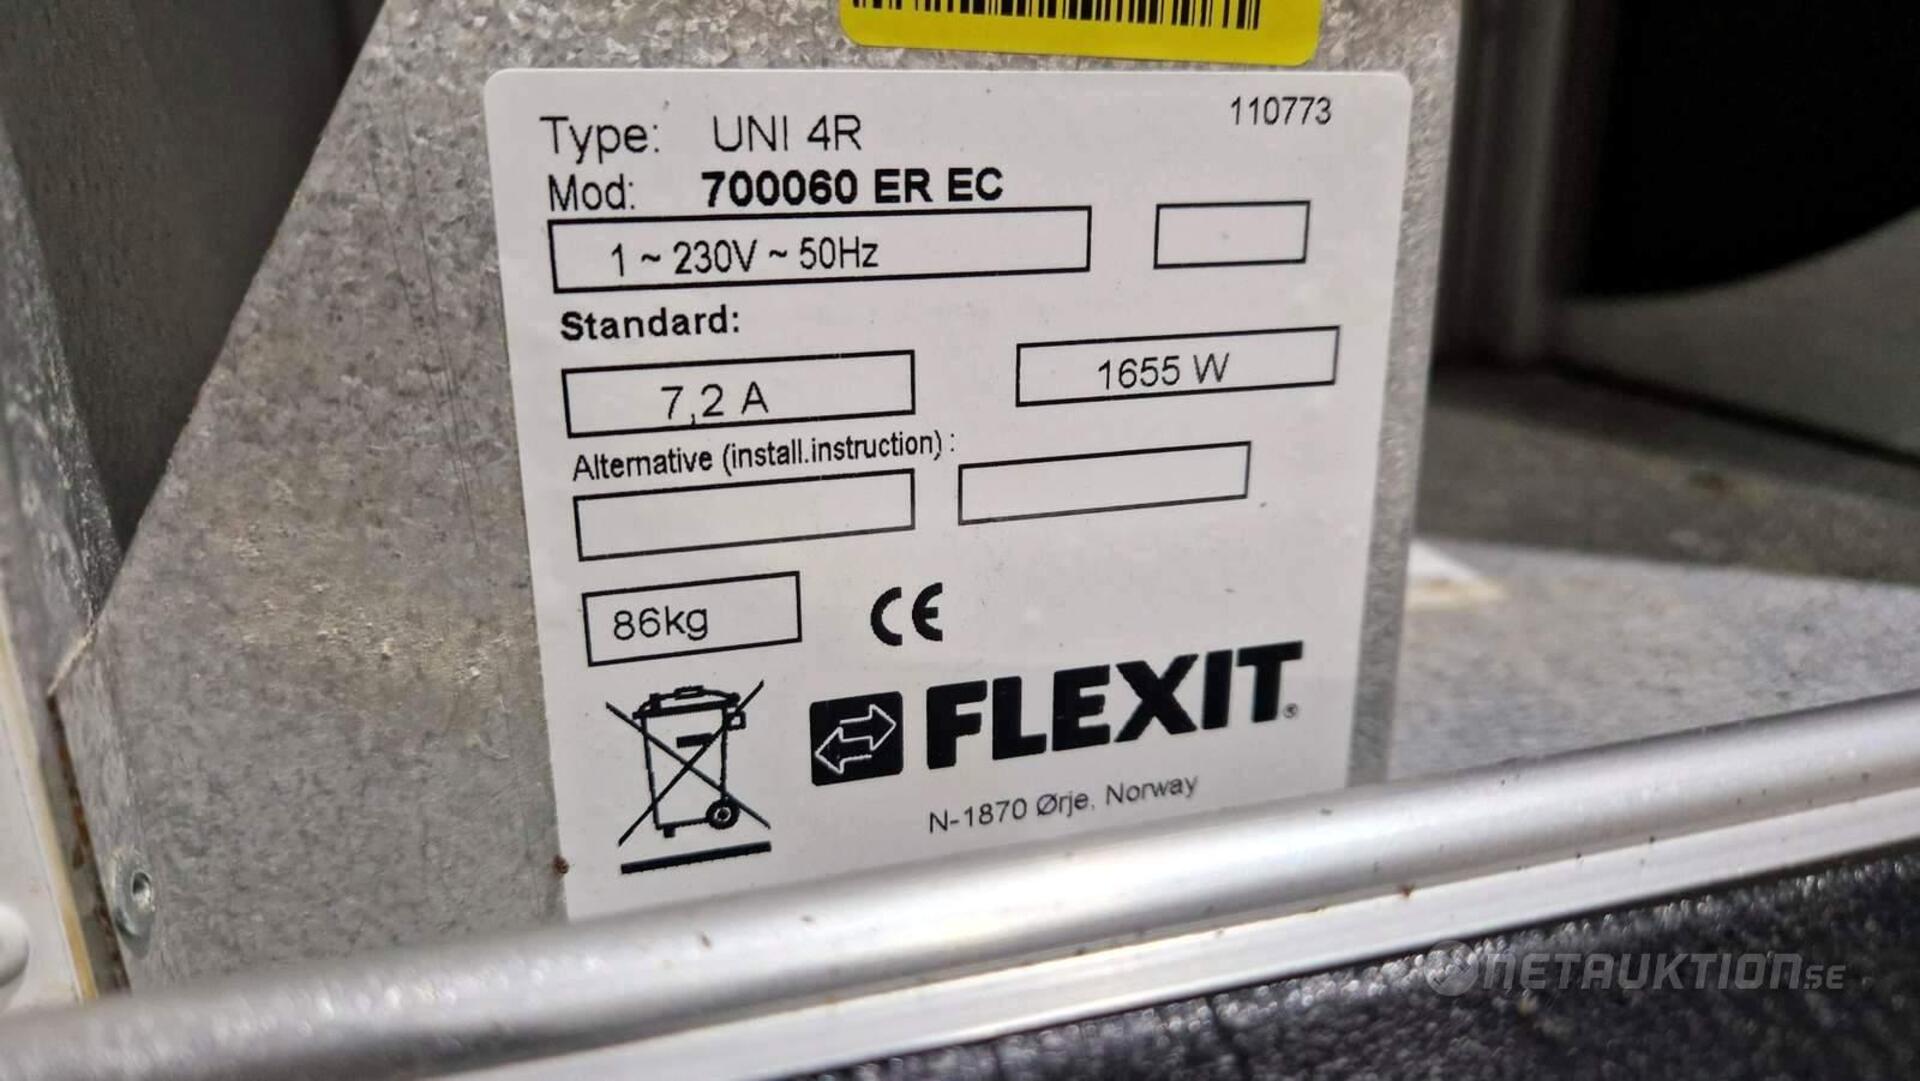 110773
Type: UNI 4R
Mod: 700060 ER EC
1 ~ 230V ~ 50Hz
Standard:
7,2 A 1655 W
Alternative (install.instruction) :
86kg CE
FLEXIT®
N-1870 Ørje, Norway
NETAUKTION.SE